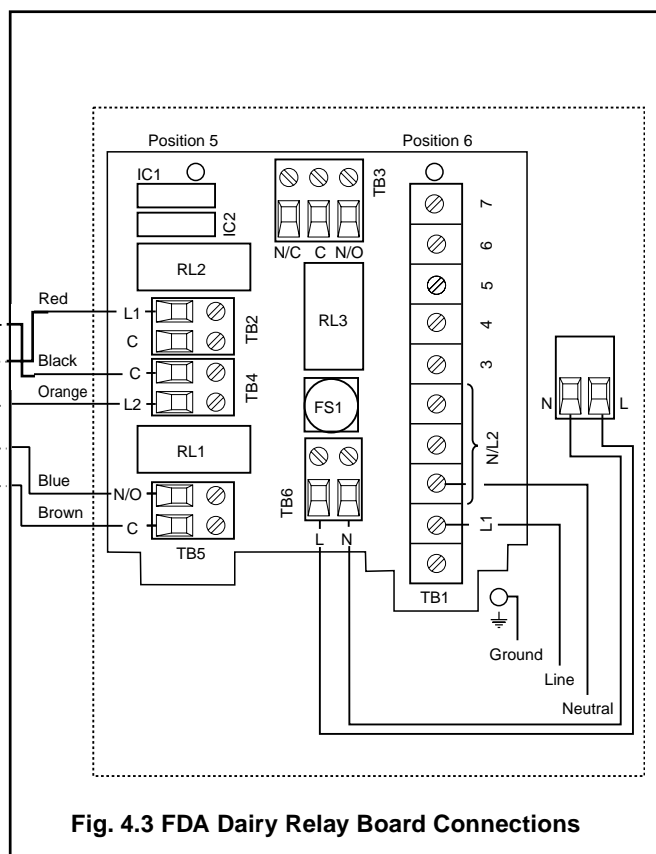 Position 5
Position 6
IC1
IC2
TB3
7
6
5
4
3
N/L2
L1
N/C C N/O
RL2
RL3
Red
L1
C
TB2
Black
C
TB4
Orange
L2
FS1
RL1
Blue
N/O
Brown
C
TB5
TB6
L N
TB1
N L
Ground
Line
Neutral
Fig. 4.3 FDA Dairy Relay Board Connections